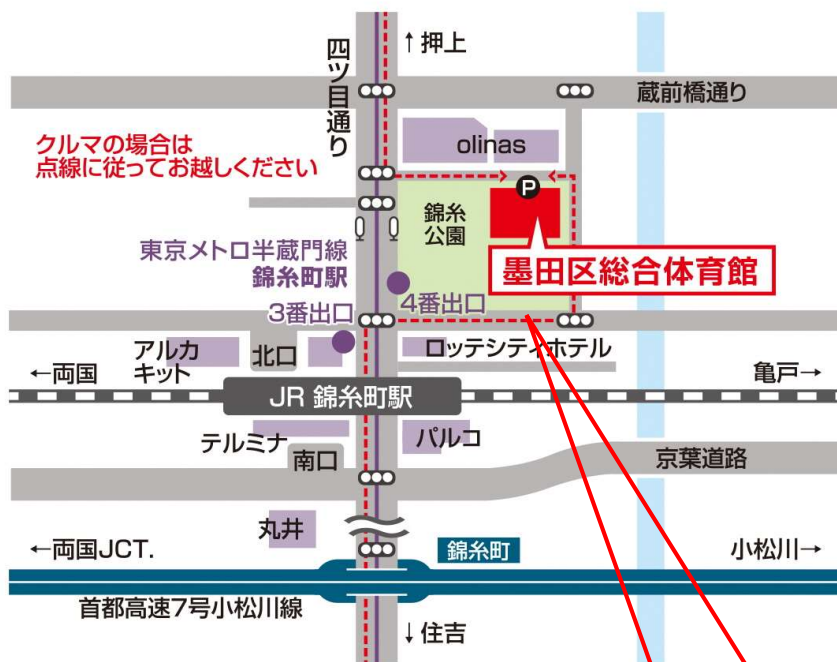 ↑押上
四ツ目通り
蔵前橋通り
クルマの場合は
点線に従ってお越しください
olinas
P
錦糸
公園
墨田区総合体育館
東京メトロ半蔵門線
錦糸町駅
4番出口
3番出口
アルカ
キット
北口
ロッテシティホテル
←両国
亀戸→
JR 錦糸町駅
テルミナ
パルコ
南口
京葉道路
丸井
←両国JCT.
錦糸町
小松川→
首都高速7号小松川線
↓住吉